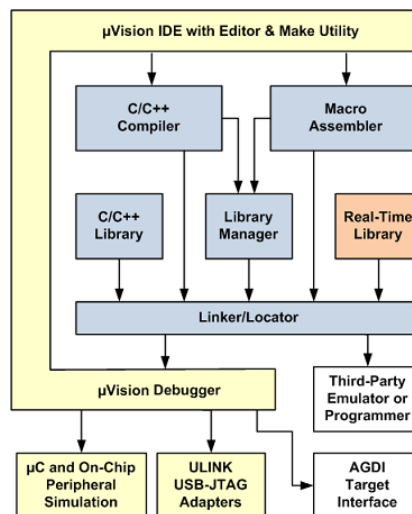 µVision IDE with Editor & Make Utility
C/C++
Compiler
Macro
Assembler
C/C++
Library
Library
Manager
Real-Time
Library
Linker/Locator
µVision Debugger
Third-Party
Emulator or
Programmer
µC and On-Chip
Peripheral
Simulation
ULINK
USB-JTAG
Adapters
AGDI
Target
Interface